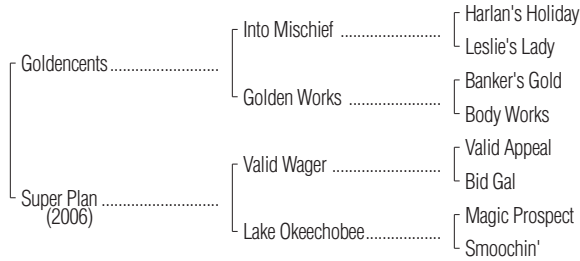 Harlan's Holiday
Into Mischief ....................
Leslie's Lady
Goldencents......................
Banker's Gold
Golden Works ..................
Body Works
Valid Appeal
Valid Wager ......................
Bid Gal
Super Plan .......................
(2006)
Magic Prospect
Lake Okeechobee...............
Smoochin'